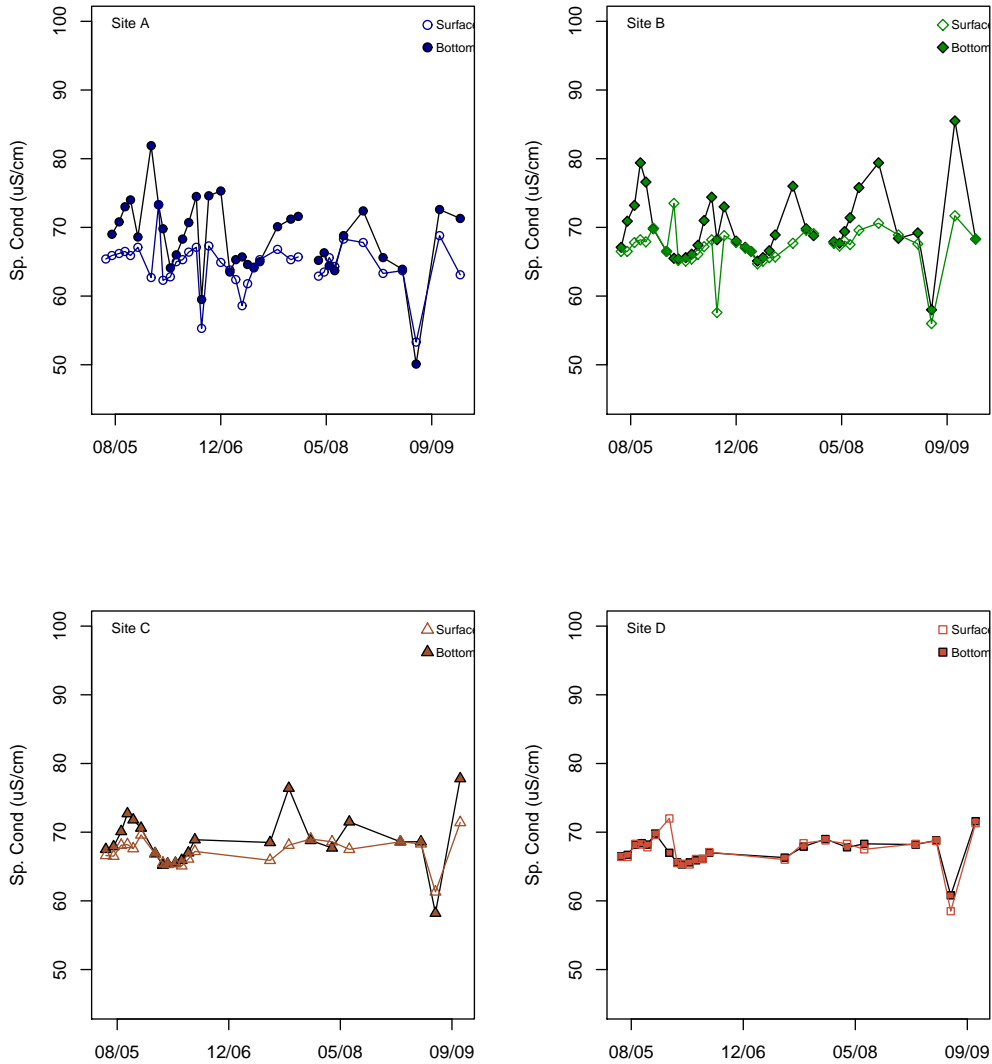 Site A
Surface
Bottom
Sp. Cond (uS/cm)
100
90
80
70
60
50
08/05
12/06
05/08
09/09
Site B
Surface
Bottom
Sp. Cond (uS/cm)
100
90
80
70
60
50
08/05
12/06
05/08
09/09
Site C
Surface
Bottom
Sp. Cond (uS/cm)
100
90
80
70
60
50
08/05
12/06
05/08
09/09
Site D
Surface
Bottom
Sp. Cond (uS/cm)
100
90
80
70
60
50
08/05
12/06
05/08
09/09